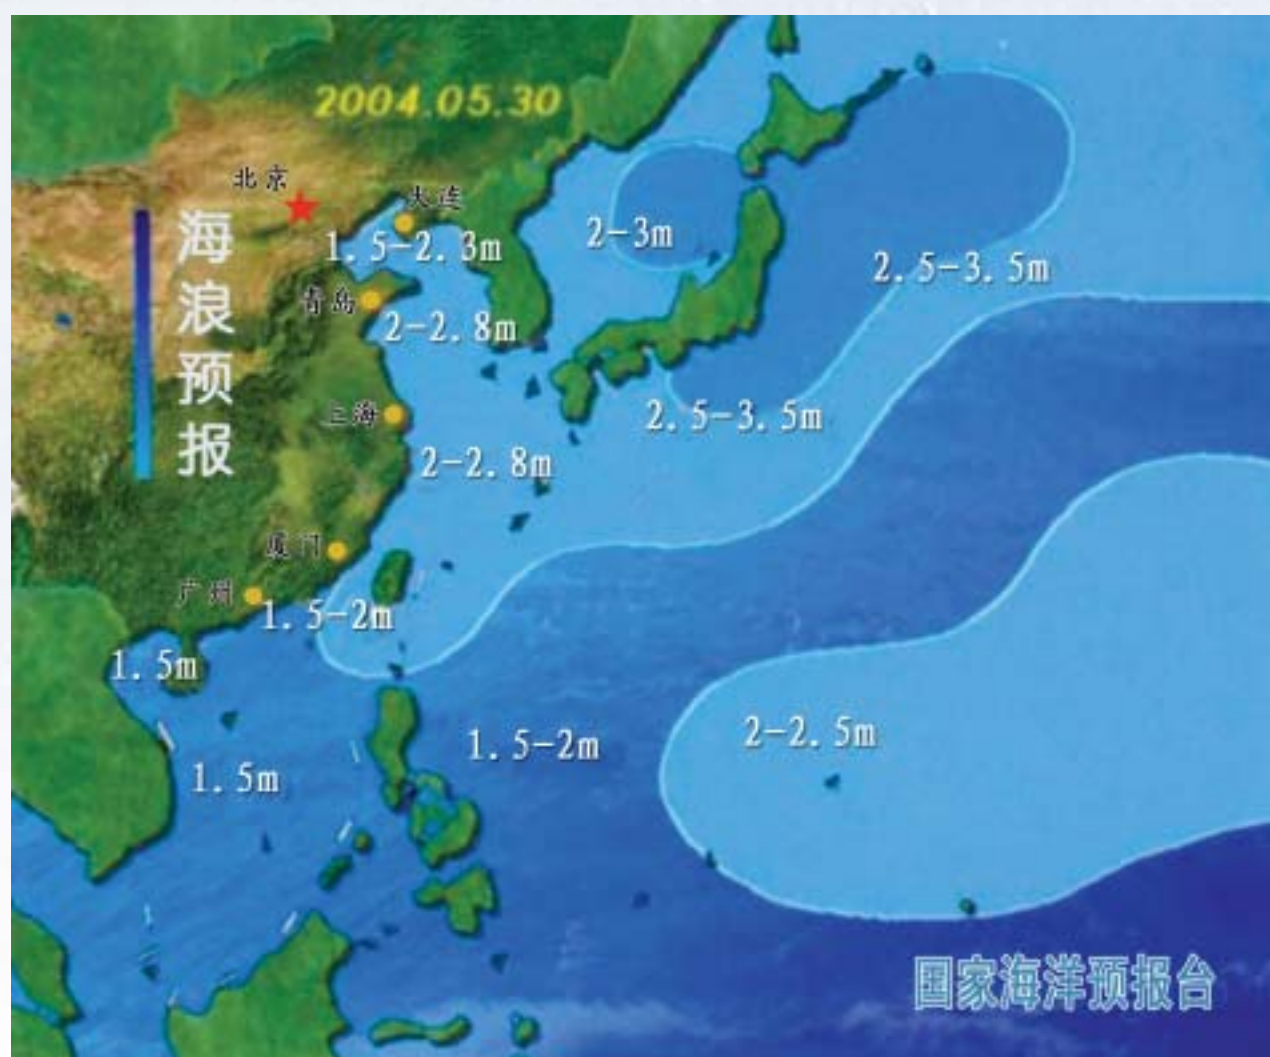 2004.05.30
北京
大连
1.5-2.3m
2-3m
2.5-3.5m
海浪预报
青岛
2-2.8m
上海
2.5-3.5m
2-2.8m
厦门
广州
1.5-2m
1.5m
1.5m
1.5-2m
2-2.5m
国家海洋预报台